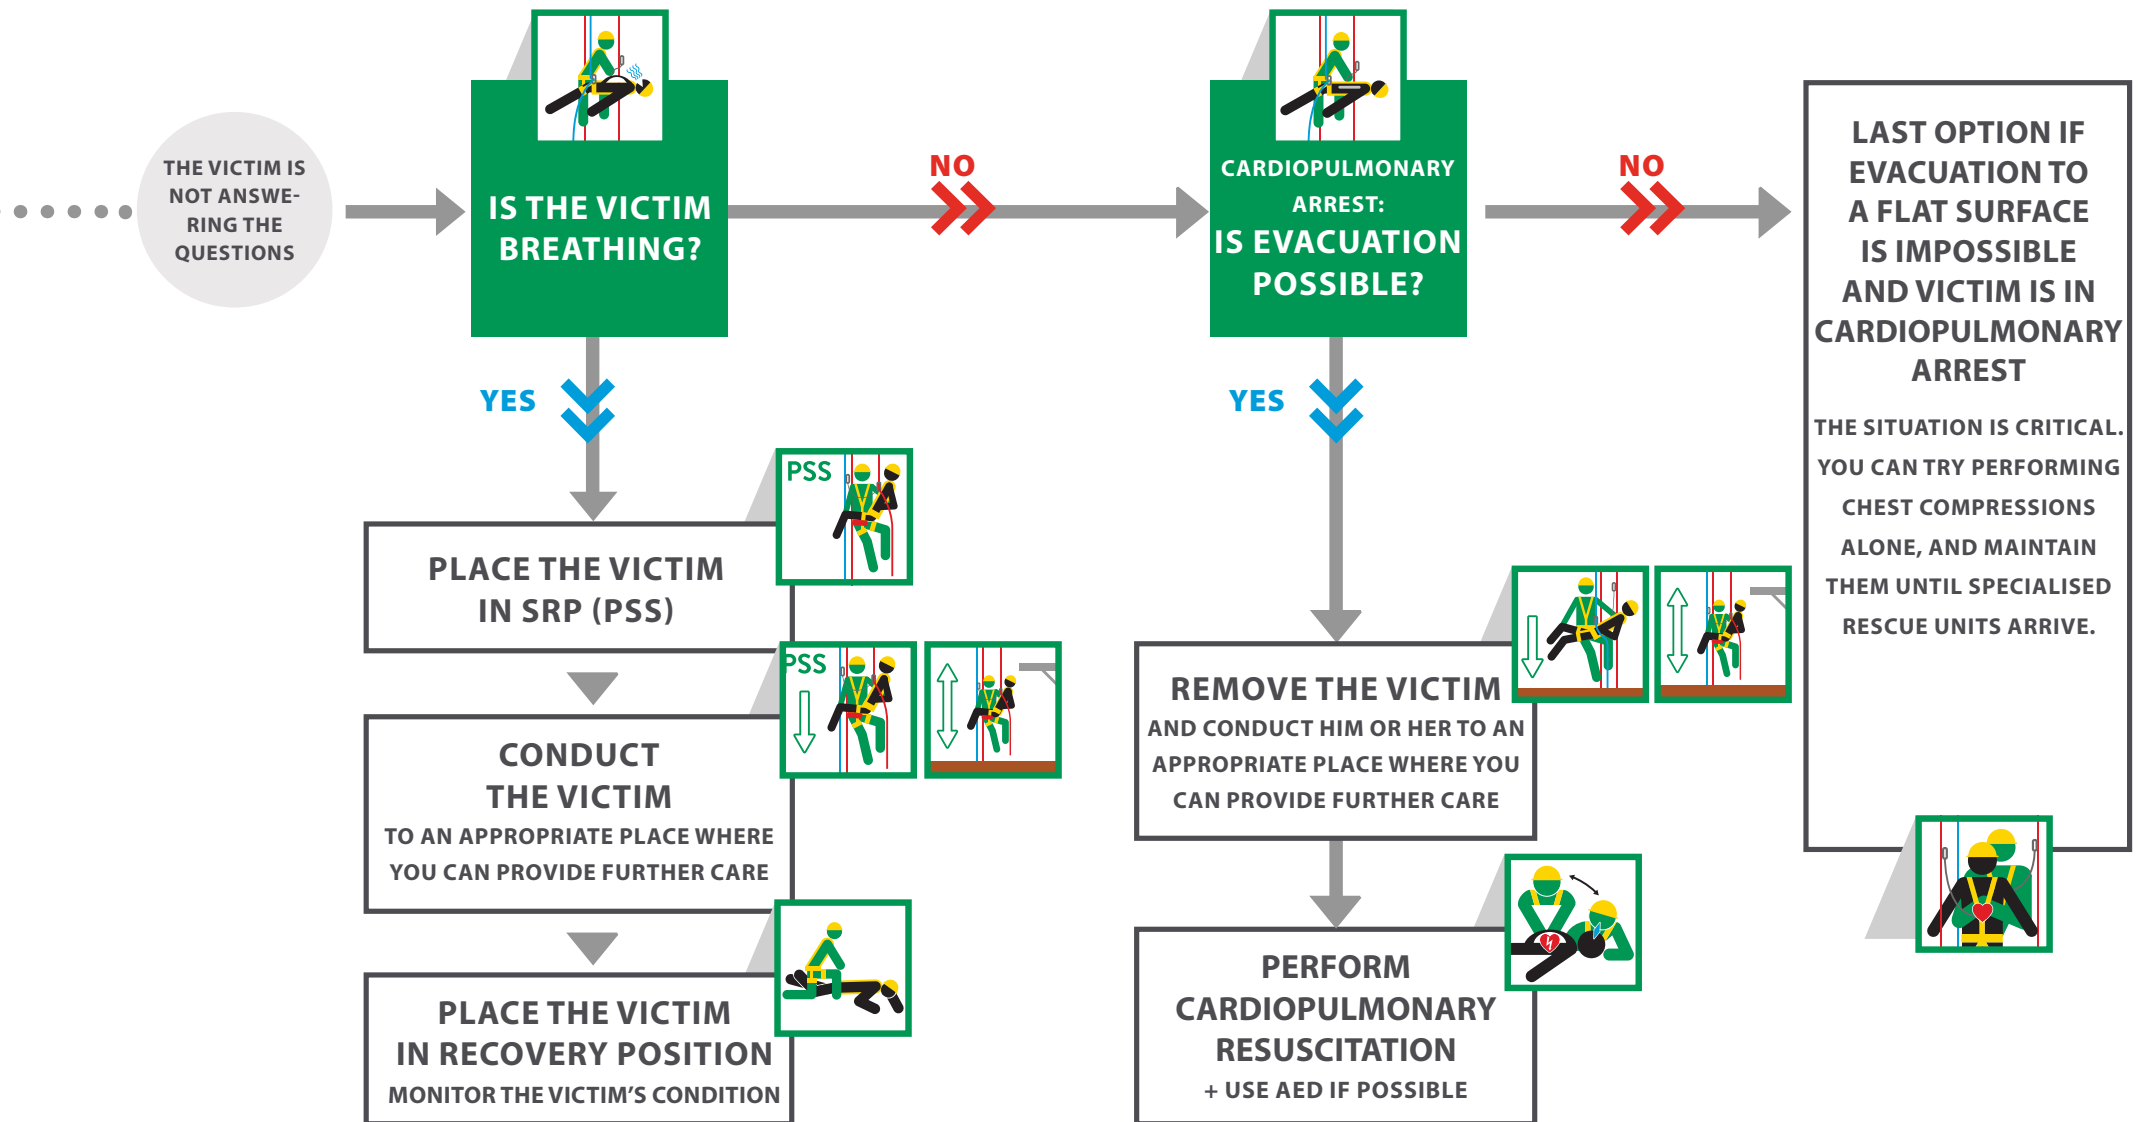 THE VICTIM IS
NOT ANSWE-
RING THE
QUESTIONS
IS THE VICTIM
BREATHING?
NO
CARDIOPULMONARY
ARREST:
IS EVACUATION
POSSIBLE?
NO
LAST OPTION IF
EVACUATION TO
A FLAT SURFACE
IS IMPOSSIBLE
AND VICTIM IS IN
CARDIOPULMONARY
ARREST
THE SITUATION IS CRITICAL.
YOU CAN TRY PERFORMING
CHEST COMPRESSIONS
ALONE, AND MAINTAIN
THEM UNTIL SPECIALISED
RESCUE UNITS ARRIVE.
YES
PSS
PLACE THE VICTIM
IN SRP (PSS)
PSS
CONDUCT
THE VICTIM
TO AN APPROPRIATE PLACE WHERE
YOU CAN PROVIDE FURTHER CARE
PLACE THE VICTIM
IN RECOVERY POSITION
MONITOR THE VICTIM'S CONDITION
YES
REMOVE THE VICTIM
AND CONDUCT HIM OR HER TO AN
APPROPRIATE PLACE WHERE YOU
CAN PROVIDE FURTHER CARE
PERFORM
CARDIOPULMONARY
RESUSCITATION
+ USE AED IF POSSIBLE